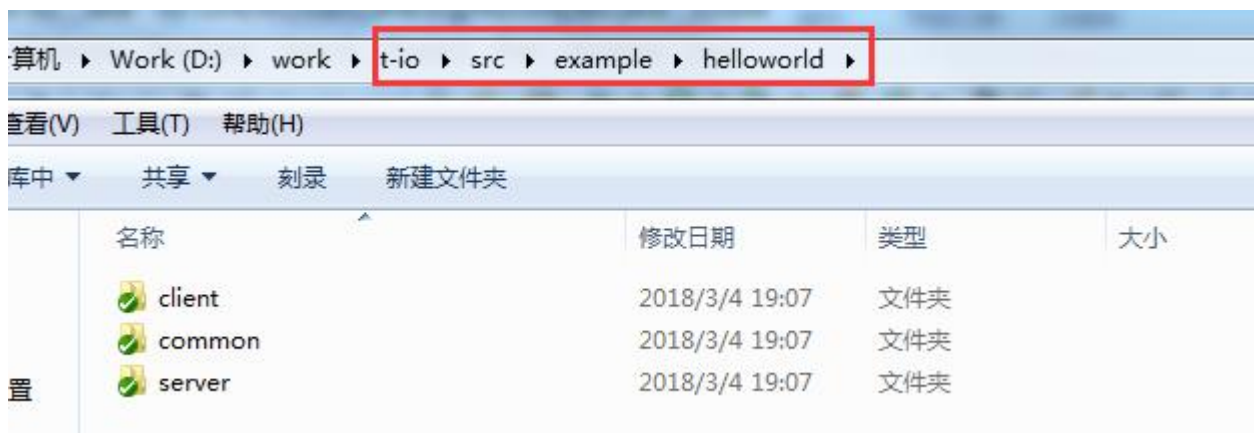 算机 ▸ Work (D:) ▸ work ▸ t-io ▸ src ▸ example ▸ helloworld ▸
查看(V) 工具(T) 帮助(H)
库中 ▾ 共享 ▾ 刻录 新建文件夹
名称 修改日期 类型 大小
client 2018/3/4 19:07 文件夹
common 2018/3/4 19:07 文件夹
server 2018/3/4 19:07 文件夹
置